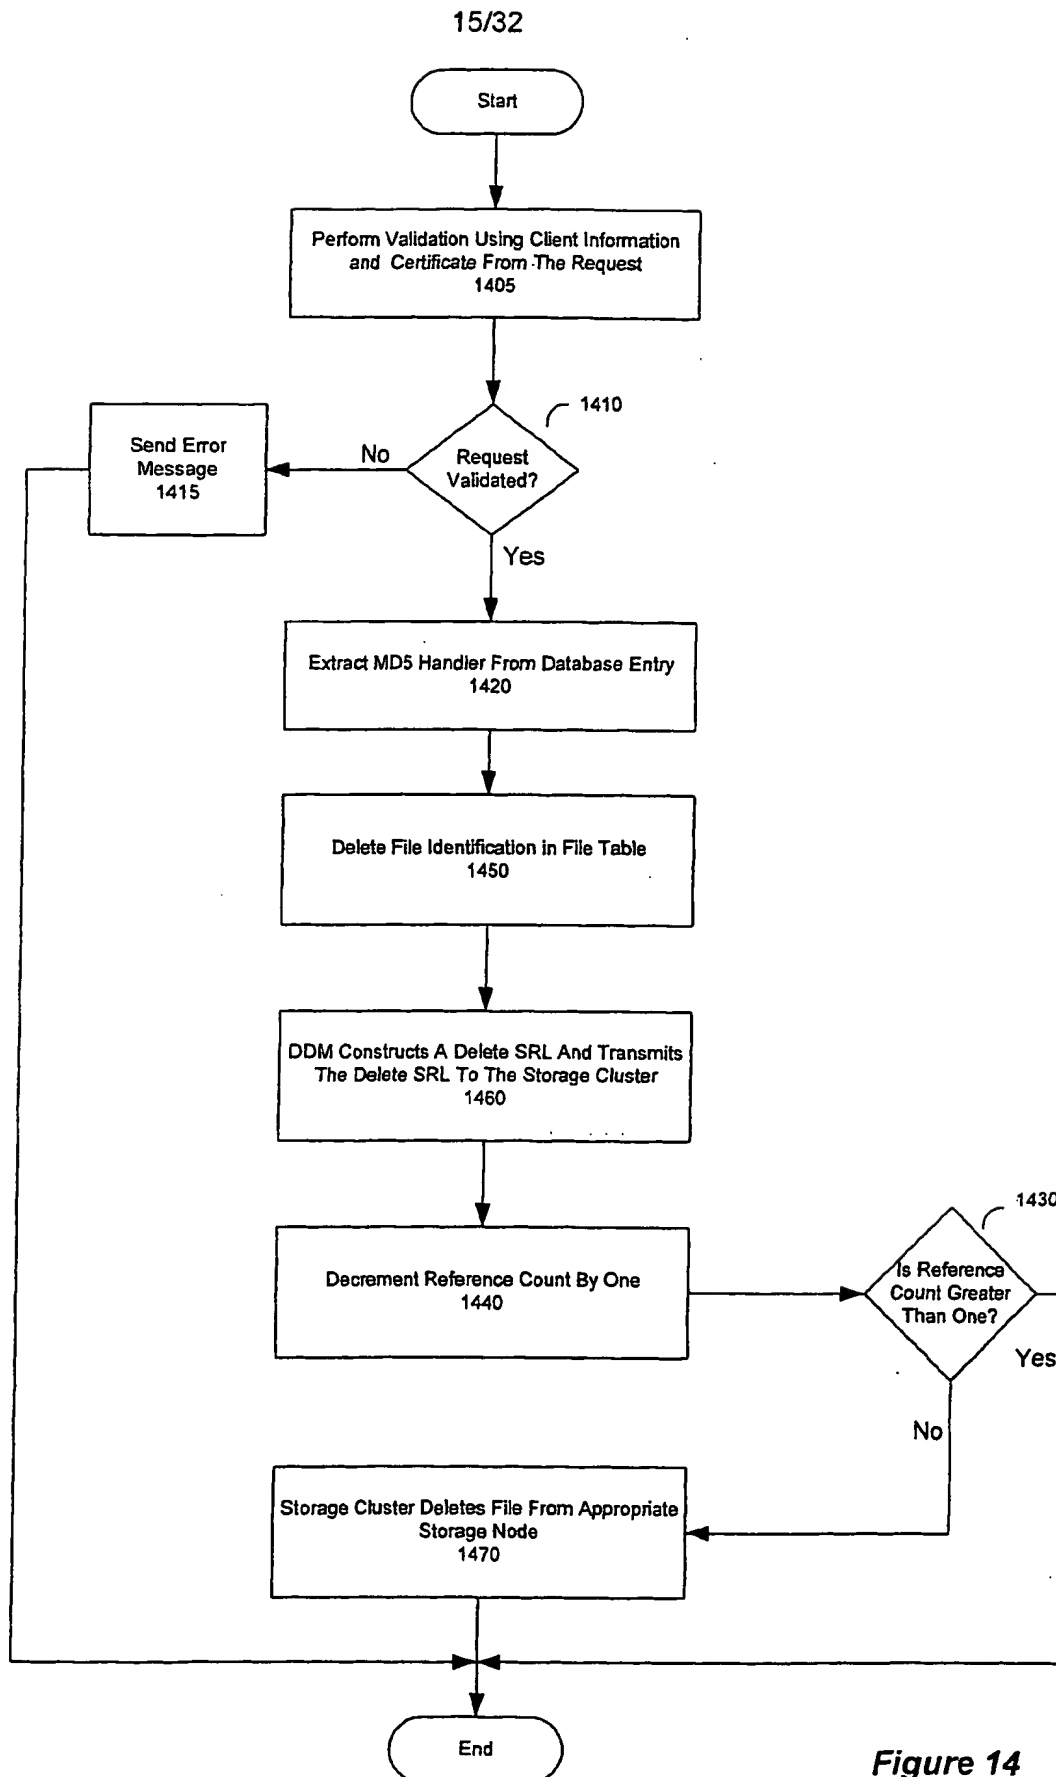 15/32
Start
Perform Validation Using Client Information
and Certificate From The Request
1405
1410
Request
Validated?
No
Send Error
Message
1415
Yes
Extract MD5 Handler From Database Entry
1420
Delete File Identification in File Table
1450
DDM Constructs A Delete SRL And Transmits
The Delete SRL To The Storage Cluster
1460
1430
Decrement Reference Count By One
1440
Is Reference
Count Greater
Than One?
Yes
No
Storage Cluster Deletes File From Appropriate
Storage Node
1470
End
Figure 14